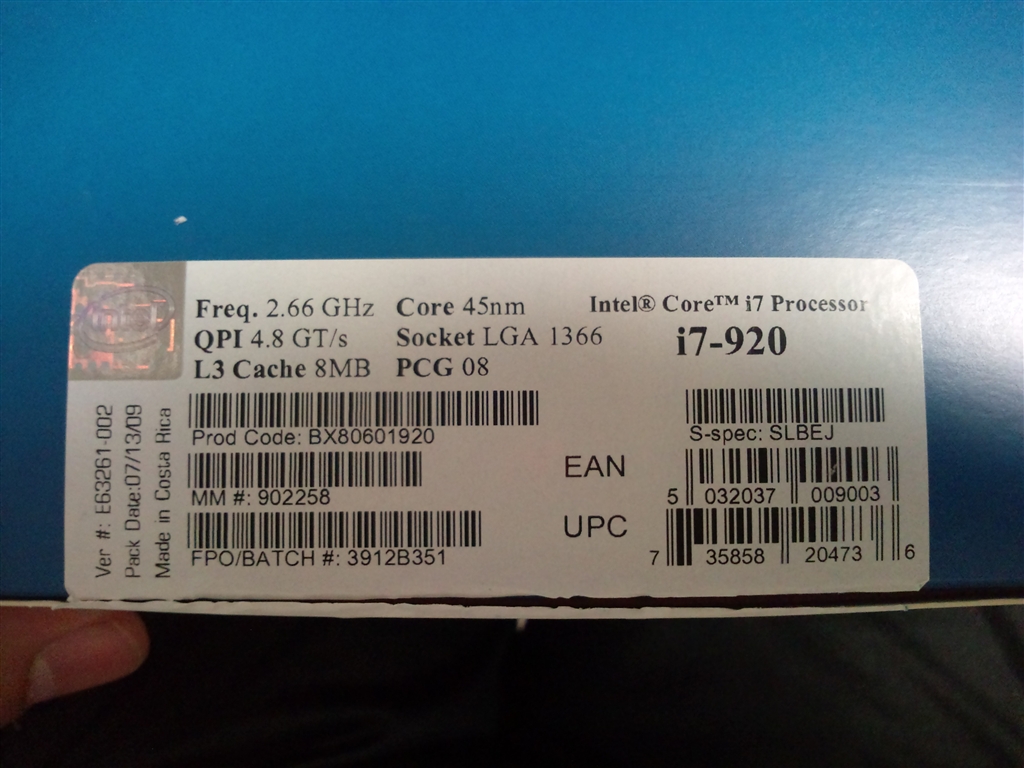 Freq. 2.66 GHz Core 45nm
QPI 4.8 GT/s Socket LGA 1366
L3 Cache 8MB PCG 08
Intel® Core™ i7 Processor
i7-920
Prod Code: BX80601920
MM #: 902258
FPO/BATCH #: 3912B351
S-spec: SLBEJ
EAN
5 032037 009003
UPC
7 35858 20473 6
Ver #: E63261-002
Pack Date:07/13/09
Made in Costa Rica